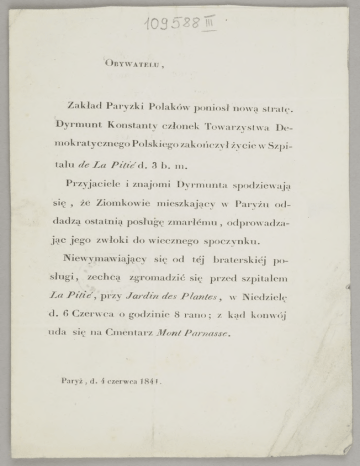 109588 III
OBYWATELU,
Zakład Paryzki Polaków poniosł nową stratę.
Dyrmunt Konstanty członek Towarzystwa De-
mokratycznego Polskiego zakończył życie w Szpi-
talu de La Pitié d. 3 b. m.
Przyjaciele i znajomi Dyrmunta spodziewają
się, że Ziomkowie mieszkający w Paryżu od-
dadzą ostatnią posługę zmarłému, odprowadza-
jąc jego zwłoki do wiecznego spoczynku.
Niewymawiający się od téj braterskiéj po-
sługi, zechcą zgromadzić się przed szpitalem
La Pitié, przy Jardin des Plantes, w Niedzielę
d. 6 Czerwca o godzinie 8 rano; z kąd konwój
uda się na Cmentarz Mont Parnasse.
Paryż, d. 4 czerwca 1841.